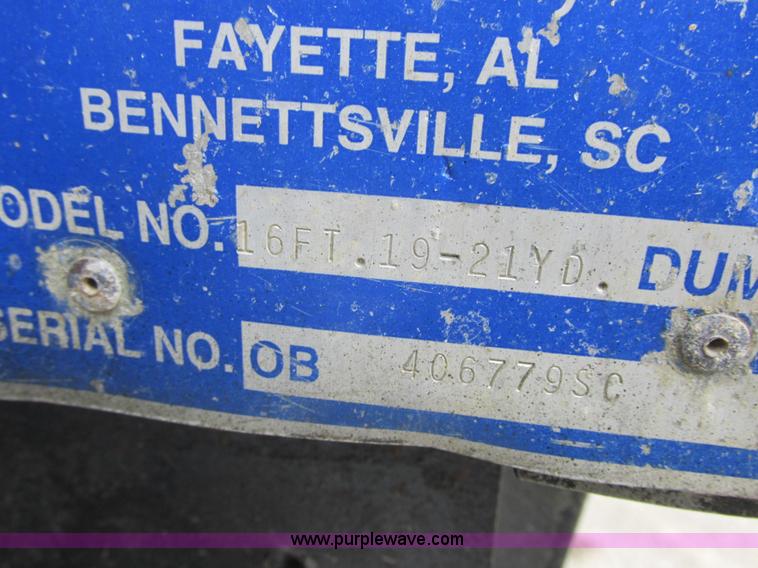 FAYETTE, AL
BENNETTSVILLE, SC
ODEL NO. 16FT.19-21YD. DUM
SERIAL NO. OB 406779SC
www.purplewave.com